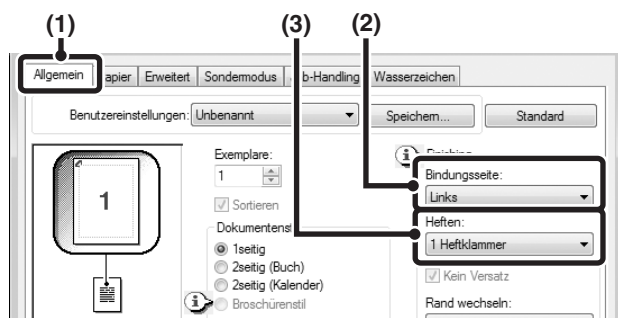 (1) (3) (2)
Allgemein apier Erweitert Sondermodus b-Handling Wasserzeichen
Benutzereinstellungen: Unbenannt Speichern... Standard
Exemplare:
1
Sortieren
Dokumentenst
1seitig
2seitig (Buch)
2seitig (Kalender)
Broschürenstil
1
Bindungsseite:
Links
Heften:
1 Heftklammer
Kein Versatz
Rand wechseln: